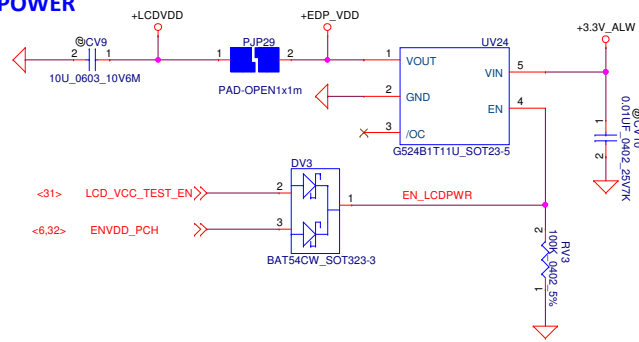 POWER
+LCDVDD
+EDP_VDD
+3.3V_ALW
@CV9
2
1
10U_0603_10V6M
1
PJP29
2
PAD-OPEN1x1m
UV24
1
VOUT
VIN
5
2
GND
EN
4
3
/OC
G524B1T11U_SOT23-5
1
2
0.01UF_0402_25V7K
DV3
<31> LCD_VCC_TEST_EN
2
1
EN_LCDPWR
<6,32> ENVDD_PCH
3
BAT54CW_SOT323-3
2
1
RV3
100K_0402_5%